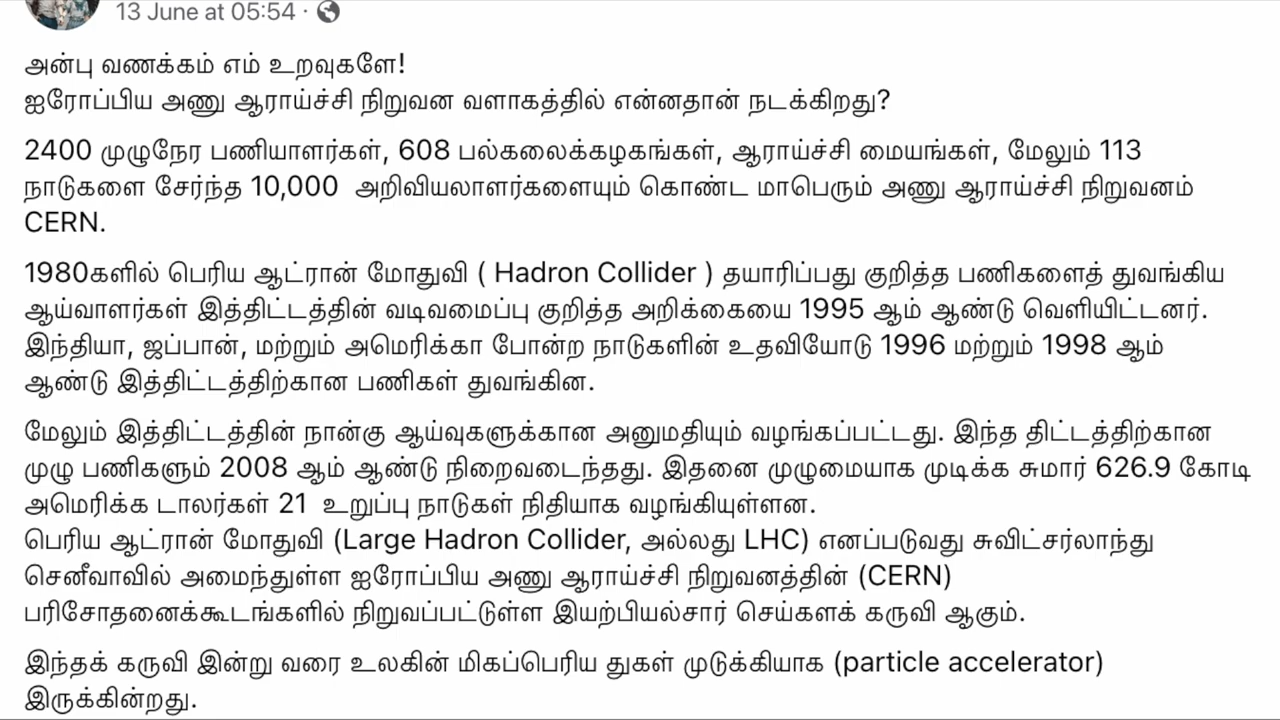 13 June at 05:54 ·
அன்பு வணக்கம் எம் உறவுகளே!
ஐரோப்பிய அணு ஆராய்ச்சி நிறுவன வளாகத்தில் என்னதான் நடக்கிறது?
2400 முழுநேர பணியாளர்கள், 608 பல்கலைக்கழகங்கள், ஆராய்ச்சி மையங்கள், மேலும் 113
நாடுகளை சேர்ந்த 10,000 அறிவியலாளர்களையும் கொண்ட மாபெரும் அணு ஆராய்ச்சி நிறுவனம்
CERN.
1980களில் பெரிய ஆட்ரான் மோதுவி ( Hadron Collider ) தயாரிப்பது குறித்த பணிகளைத் துவங்கிய
ஆய்வாளர்கள் இத்திட்டத்தின் வடிவமைப்பு குறித்த அறிக்கையை 1995 ஆம் ஆண்டு வெளியிட்டனர்.
இந்தியா, ஜப்பான், மற்றும் அமெரிக்கா போன்ற நாடுகளின் உதவியோடு 1996 மற்றும் 1998 ஆம்
ஆண்டு இத்திட்டத்திற்கான பணிகள் துவங்கின.
மேலும் இத்திட்டத்தின் நான்கு ஆய்வுகளுக்கான அனுமதியும் வழங்கப்பட்டது. இந்த திட்டத்திற்கான
முழு பணிகளும் 2008 ஆம் ஆண்டு நிறைவடைந்தது. இதனை முழுமையாக முடிக்க சுமார் 626.9 கோடி
அமெரிக்க டாலர்கள் 21 உறுப்பு நாடுகள் நிதியாக வழங்கியுள்ளன.
பெரிய ஆட்ரான் மோதுவி (Large Hadron Collider, அல்லது LHC) எனப்படுவது சுவிட்சர்லாந்து
செனீவாவில் அமைந்துள்ள ஐரோப்பிய அணு ஆராய்ச்சி நிறுவனத்தின் (CERN)
பரிசோதனைக்கூடங்களில் நிறுவப்பட்டுள்ள இயற்பியல்சார் செய்களக் கருவி ஆகும்.
இந்தக் கருவி இன்று வரை உலகின் மிகப்பெரிய துகள் முடுக்கியாக (particle accelerator)
இருக்கின்றது.